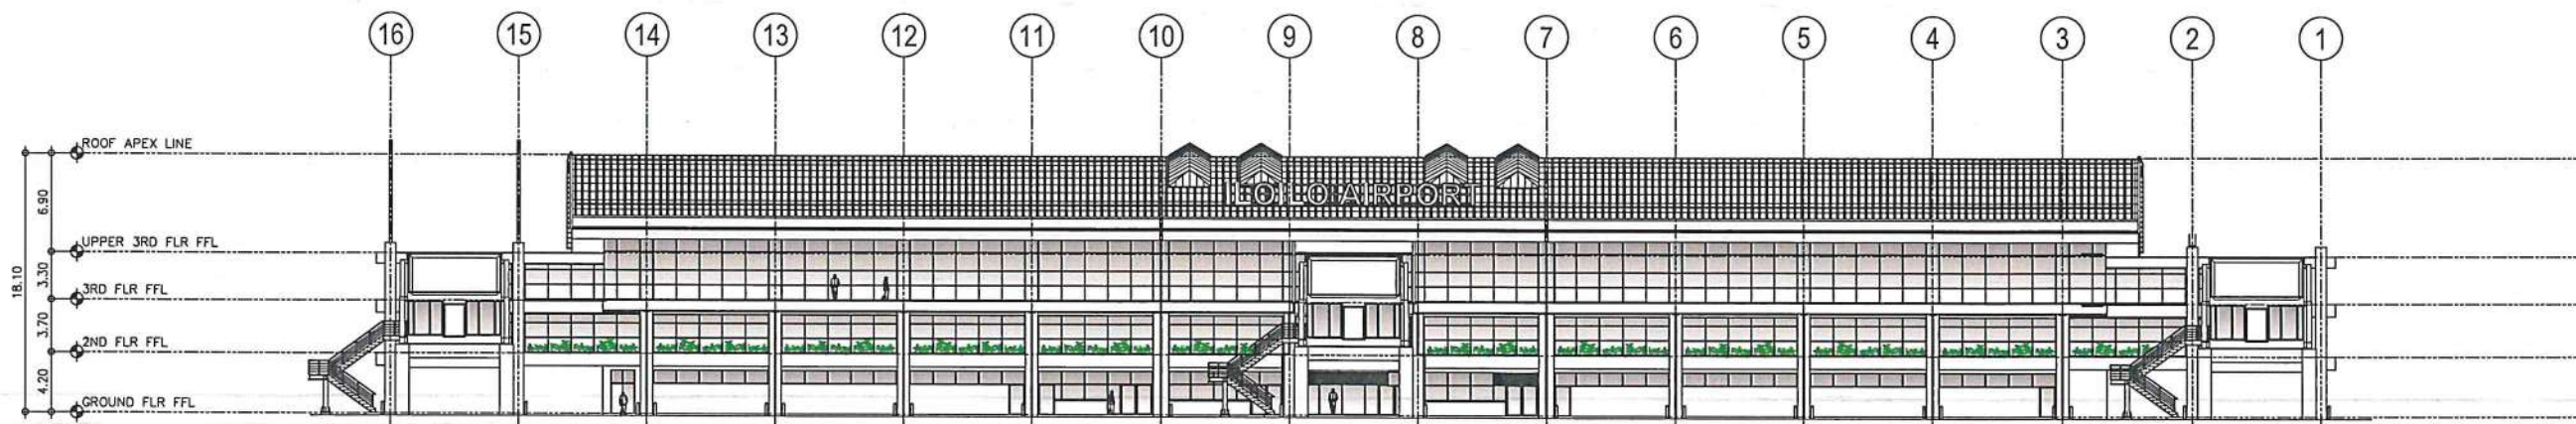 16 15 14 13 12 11 10 9 8 7 6 5 4 3 2 1
ROOF APEX LINE
ILOILO AIRPORT
6.90
UPPER 3RD FLR FFL
18.10
3.30
3RD FLR FFL
3.70
2ND FLR FFL
4.20
GROUND FLR FFL